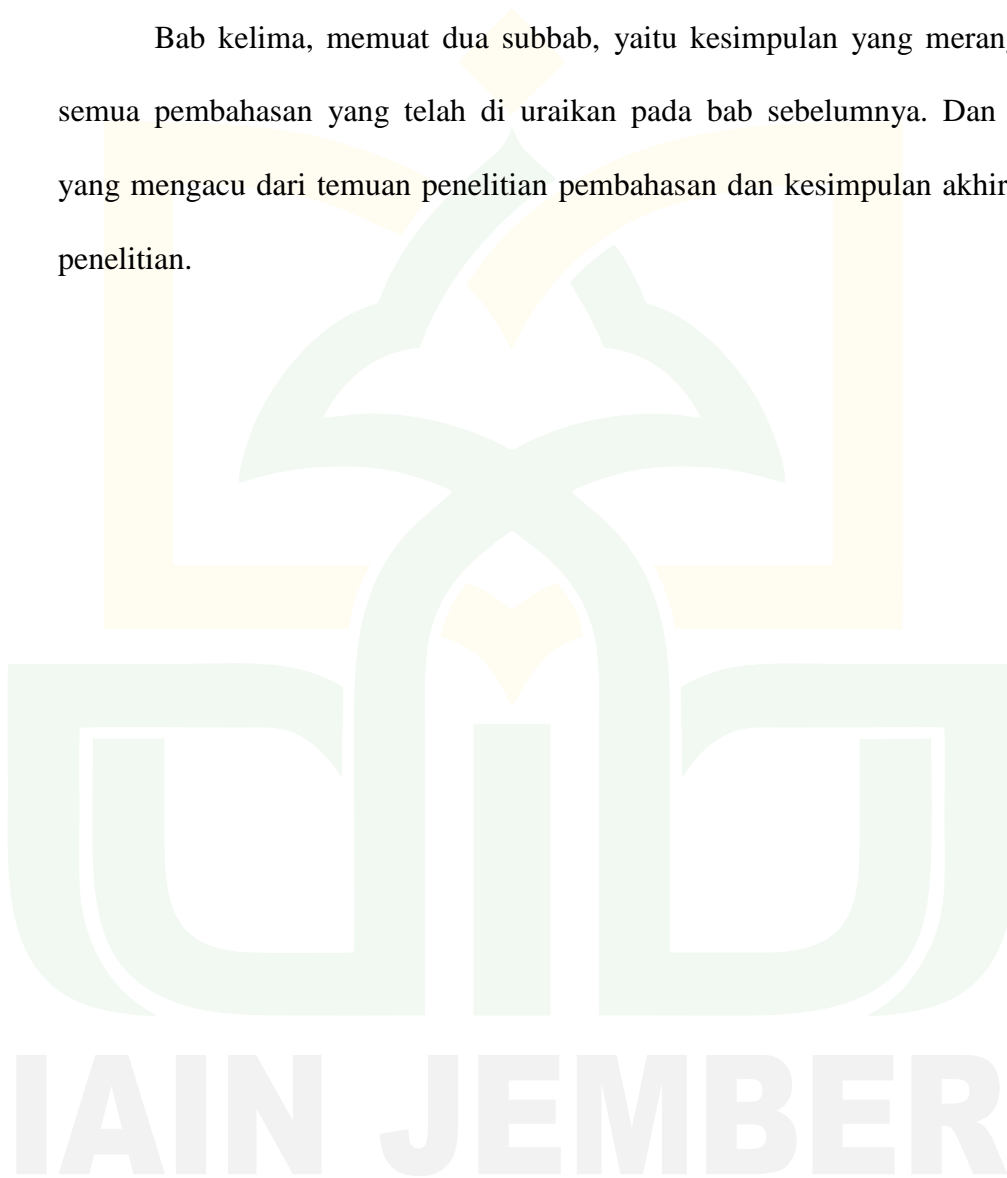 Bab kelima, memuat dua subbab, yaitu kesimpulan yang
semua pembahasan yang telah di uraikan pada bab sebelumnya. Dan
yang mengacu dari temuan penelitian pembahasan dan kesimpulan akhir
penelitian.
IAIN JEMBER